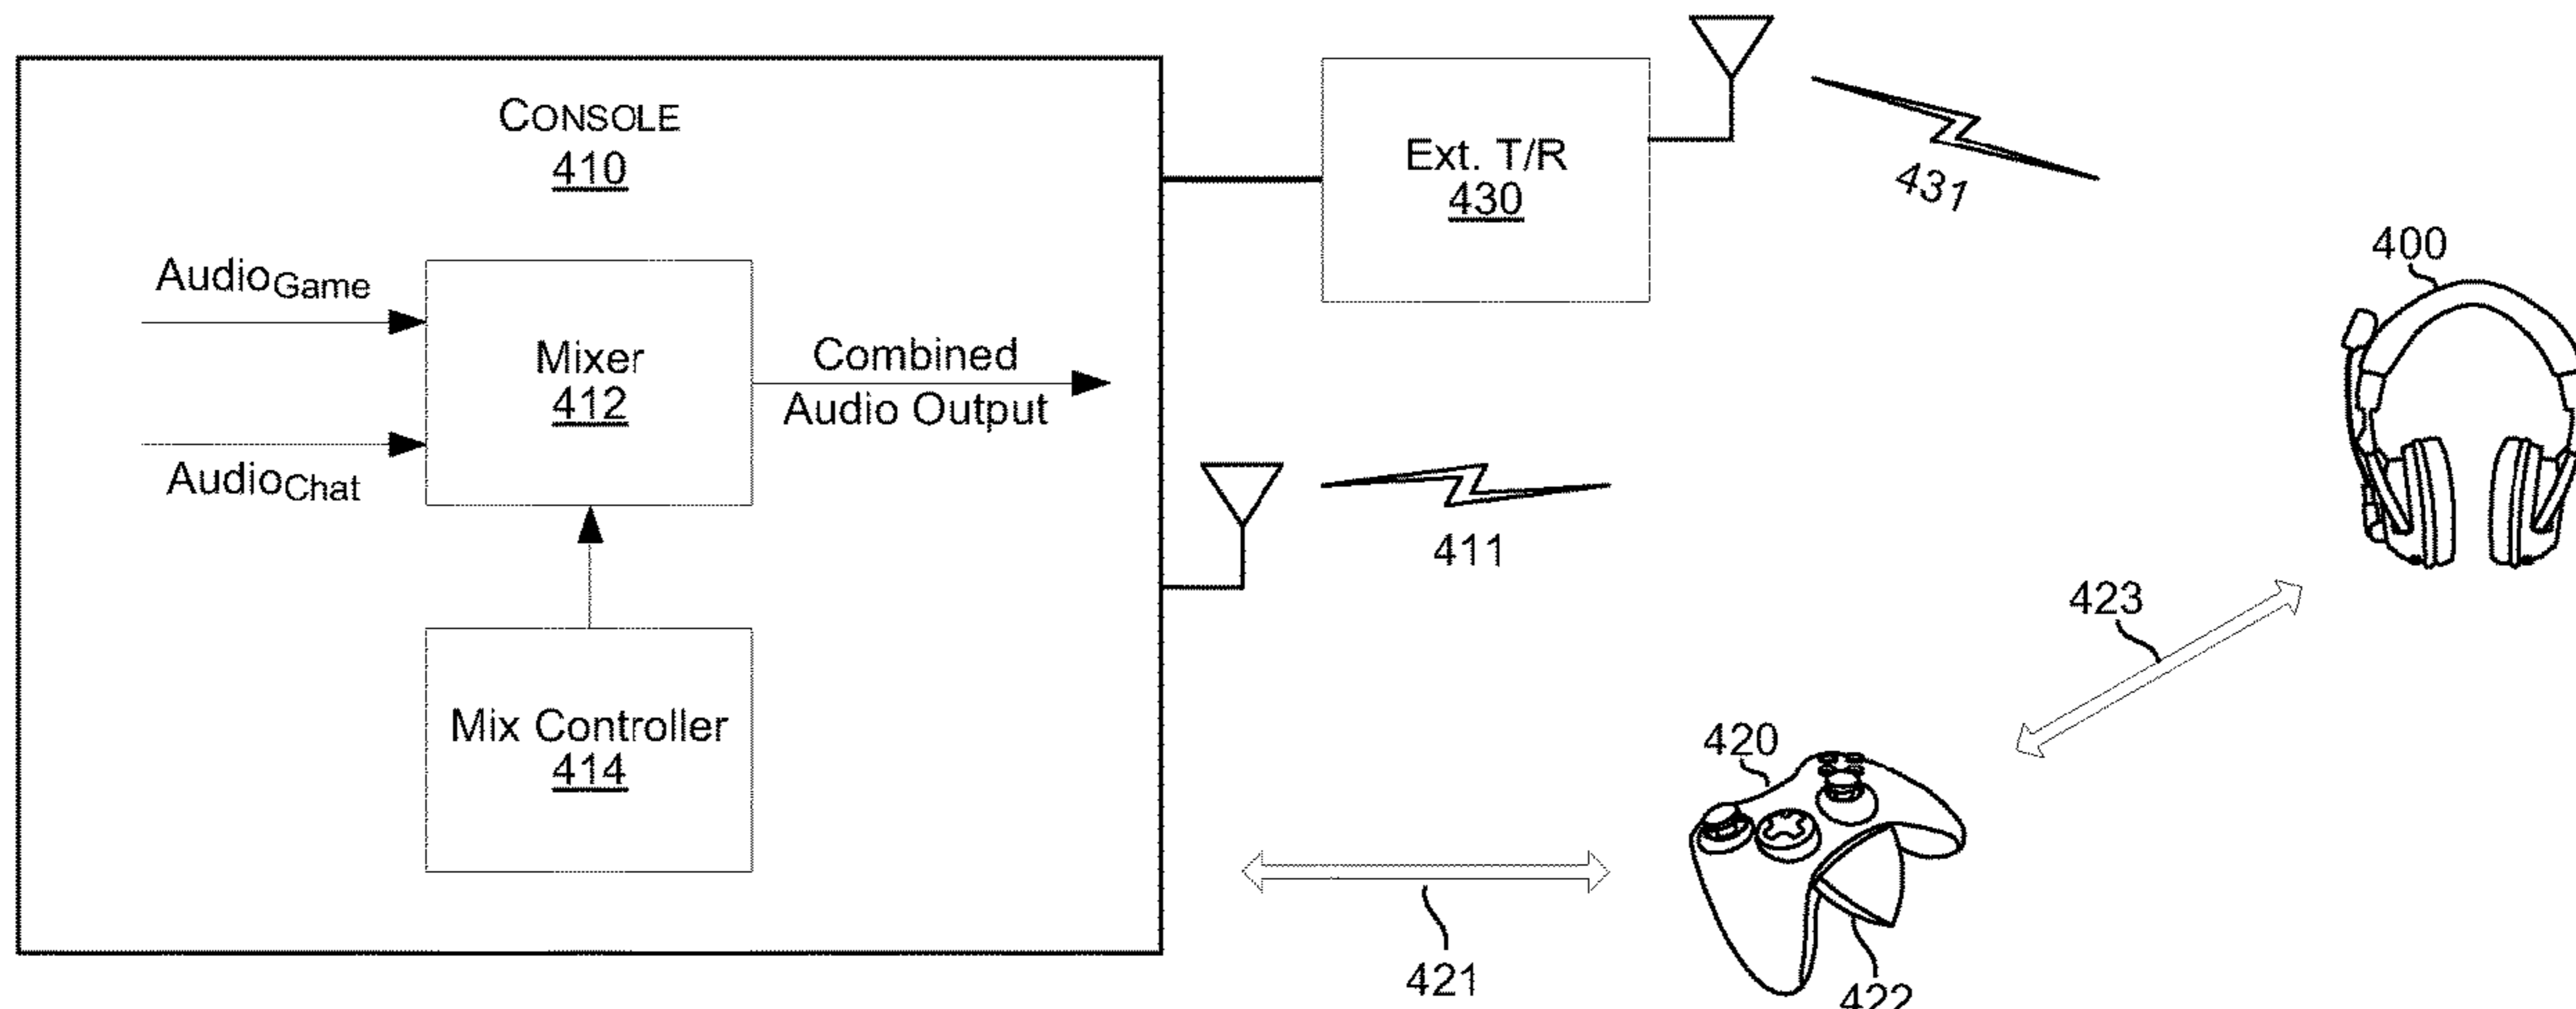 CONSOLE
410
AudioGame
AudioChat
Mixer
412
Combined
Audio Output
Mix Controller
414
Ext. T/R
430
431
411
400
423
420
421
422